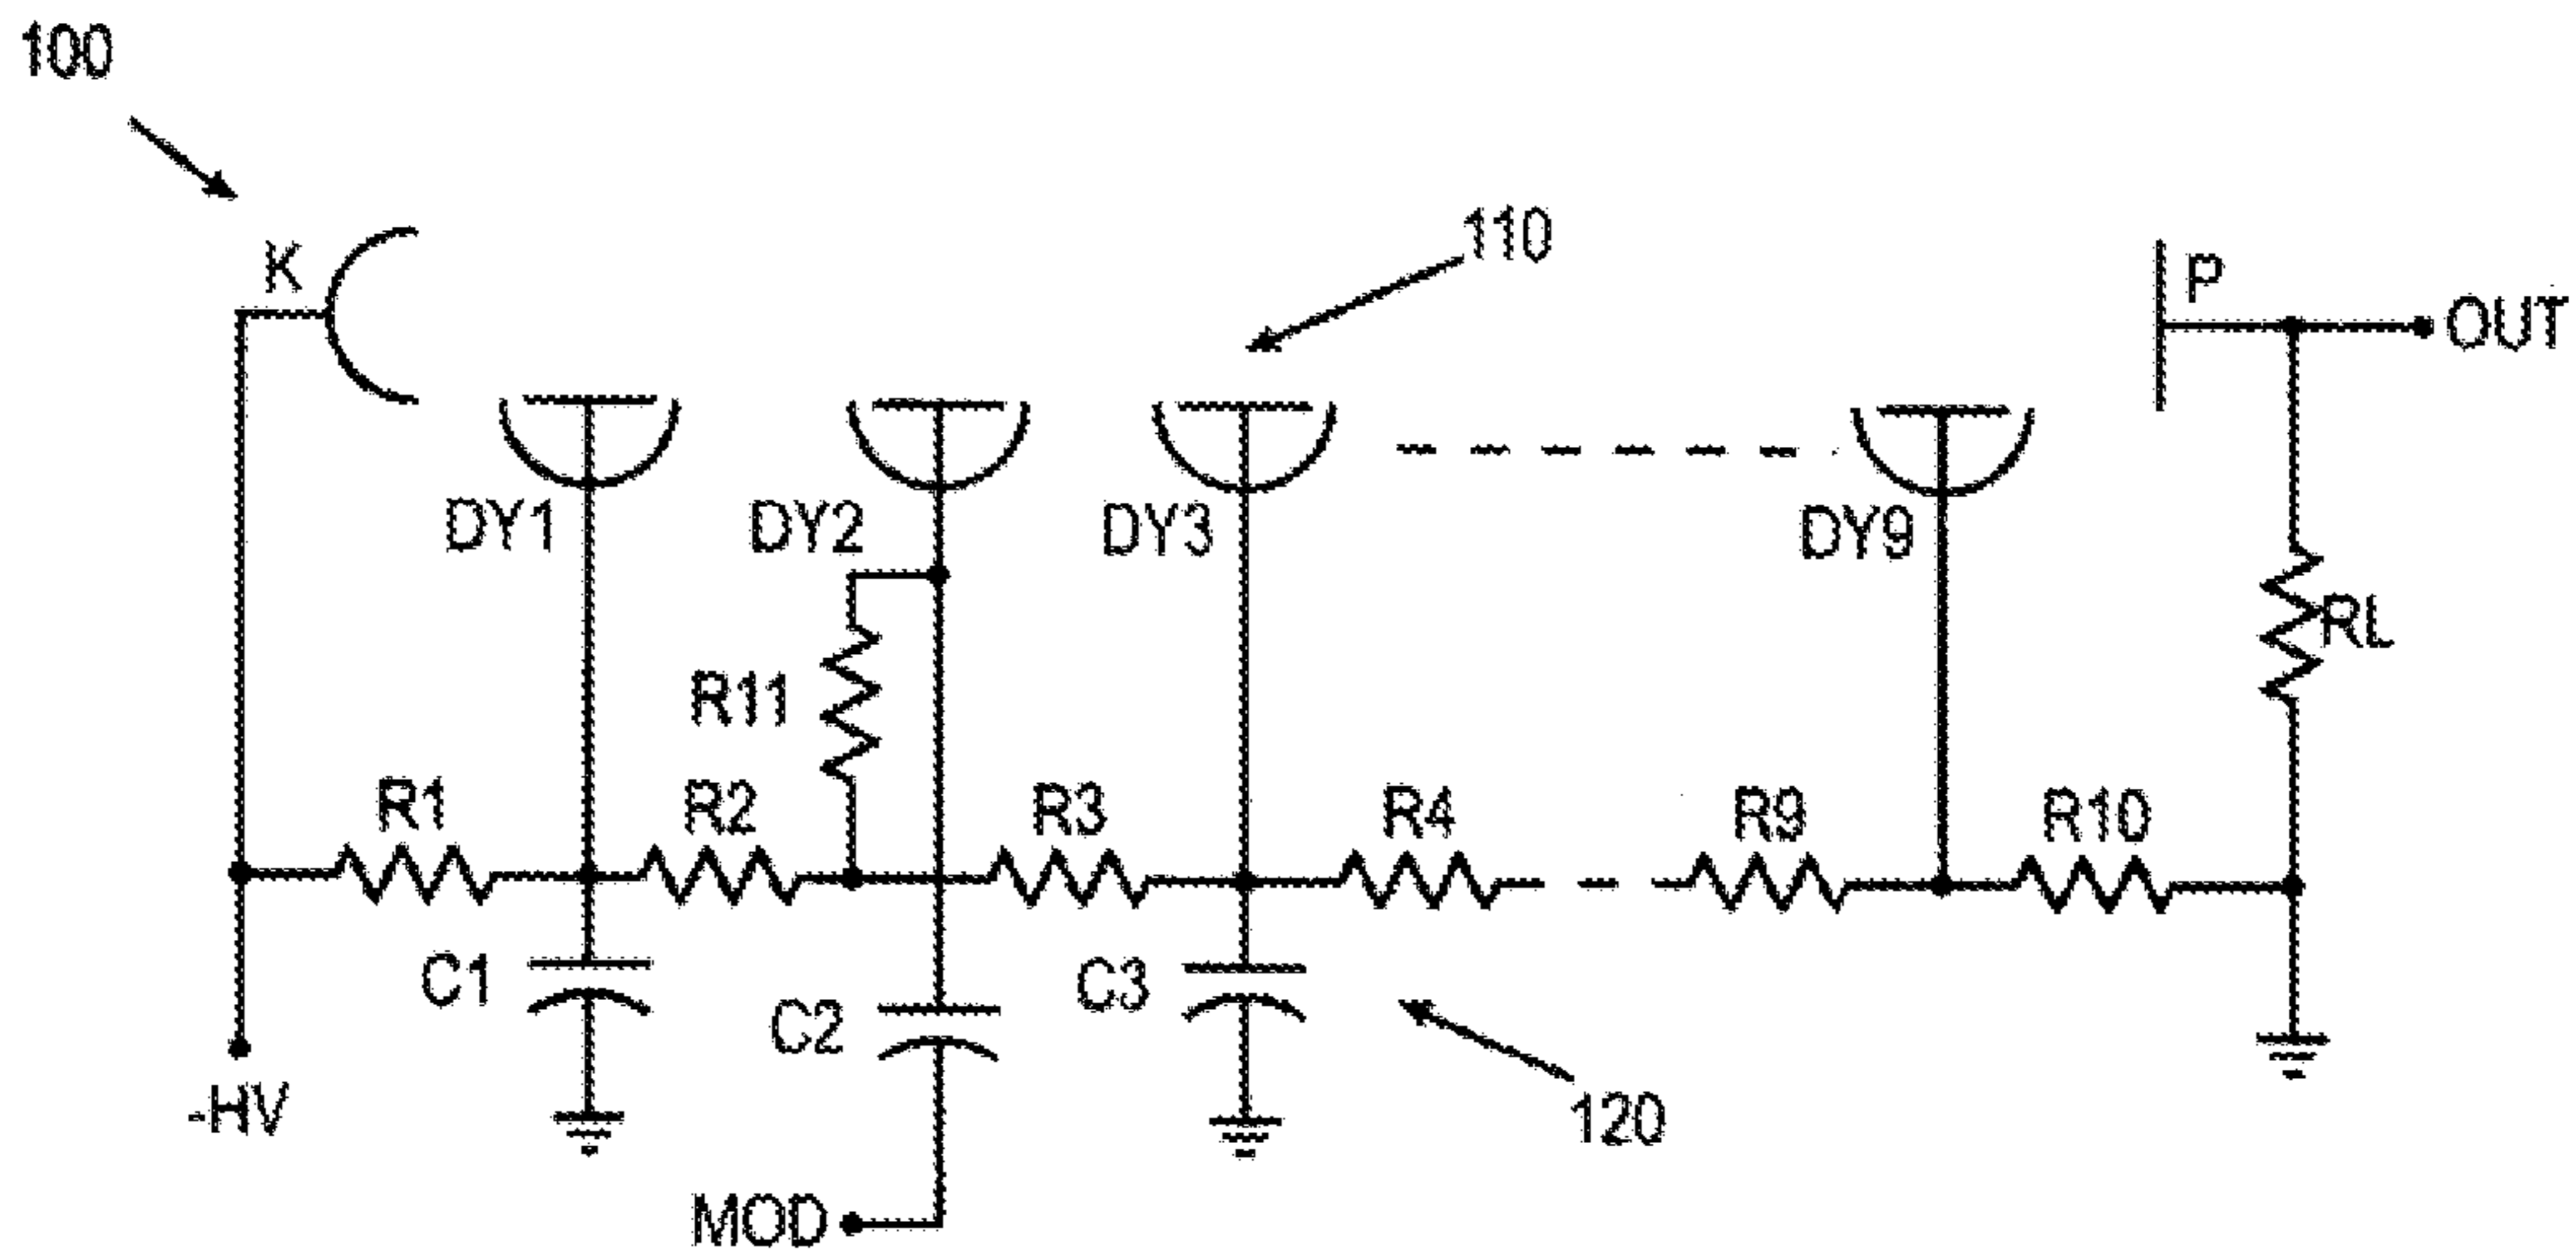 100
K
110
P
OUT
DY1
DY2
DY3
DY9
RL
R11
R1
R2
R3
R4
R9
R10
C1
C2
C3
-HV
120
MOD